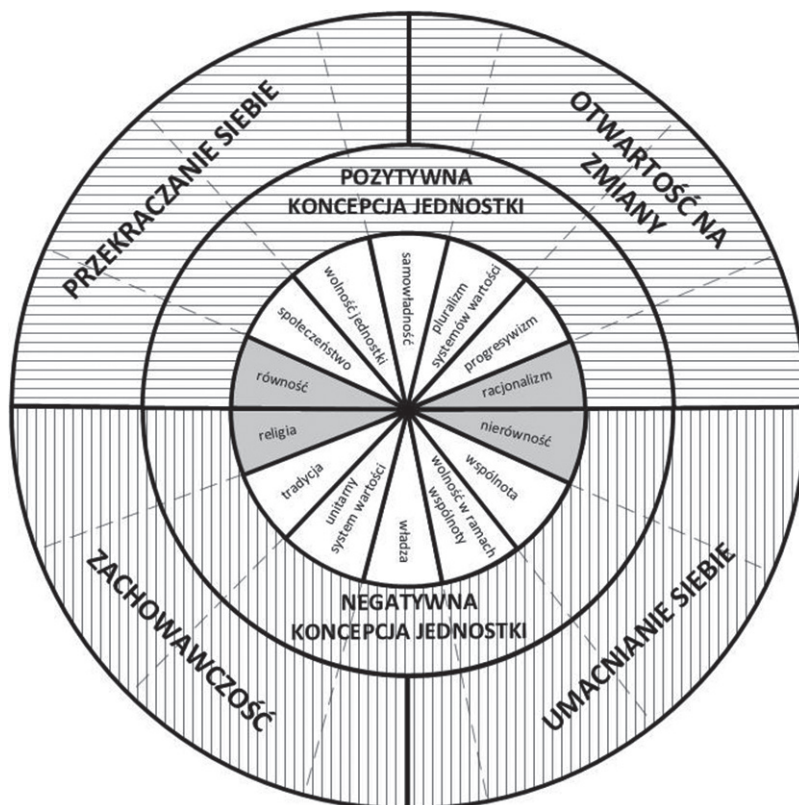 PRZEKRACZANIE SIEBIE
OTWARTOŚĆ NA
ZMIANY
POZYTYWNA
KONCEPCJA JEDNOSTKI
społeczeństwo
wolność jednostki
samowładność
pluralizm
systemów wartości
progresywizm
równość
racjonalizm
religia
nierówność
tradycja
unitarny
system wartości
władza
wolność w ramach
wspólnoty
wspólnota
NEGATYWNA
KONCEPCJA JEDNOSTKI
ZACHOWAWCZOŚĆ
UMACNIANIE SIEBIE